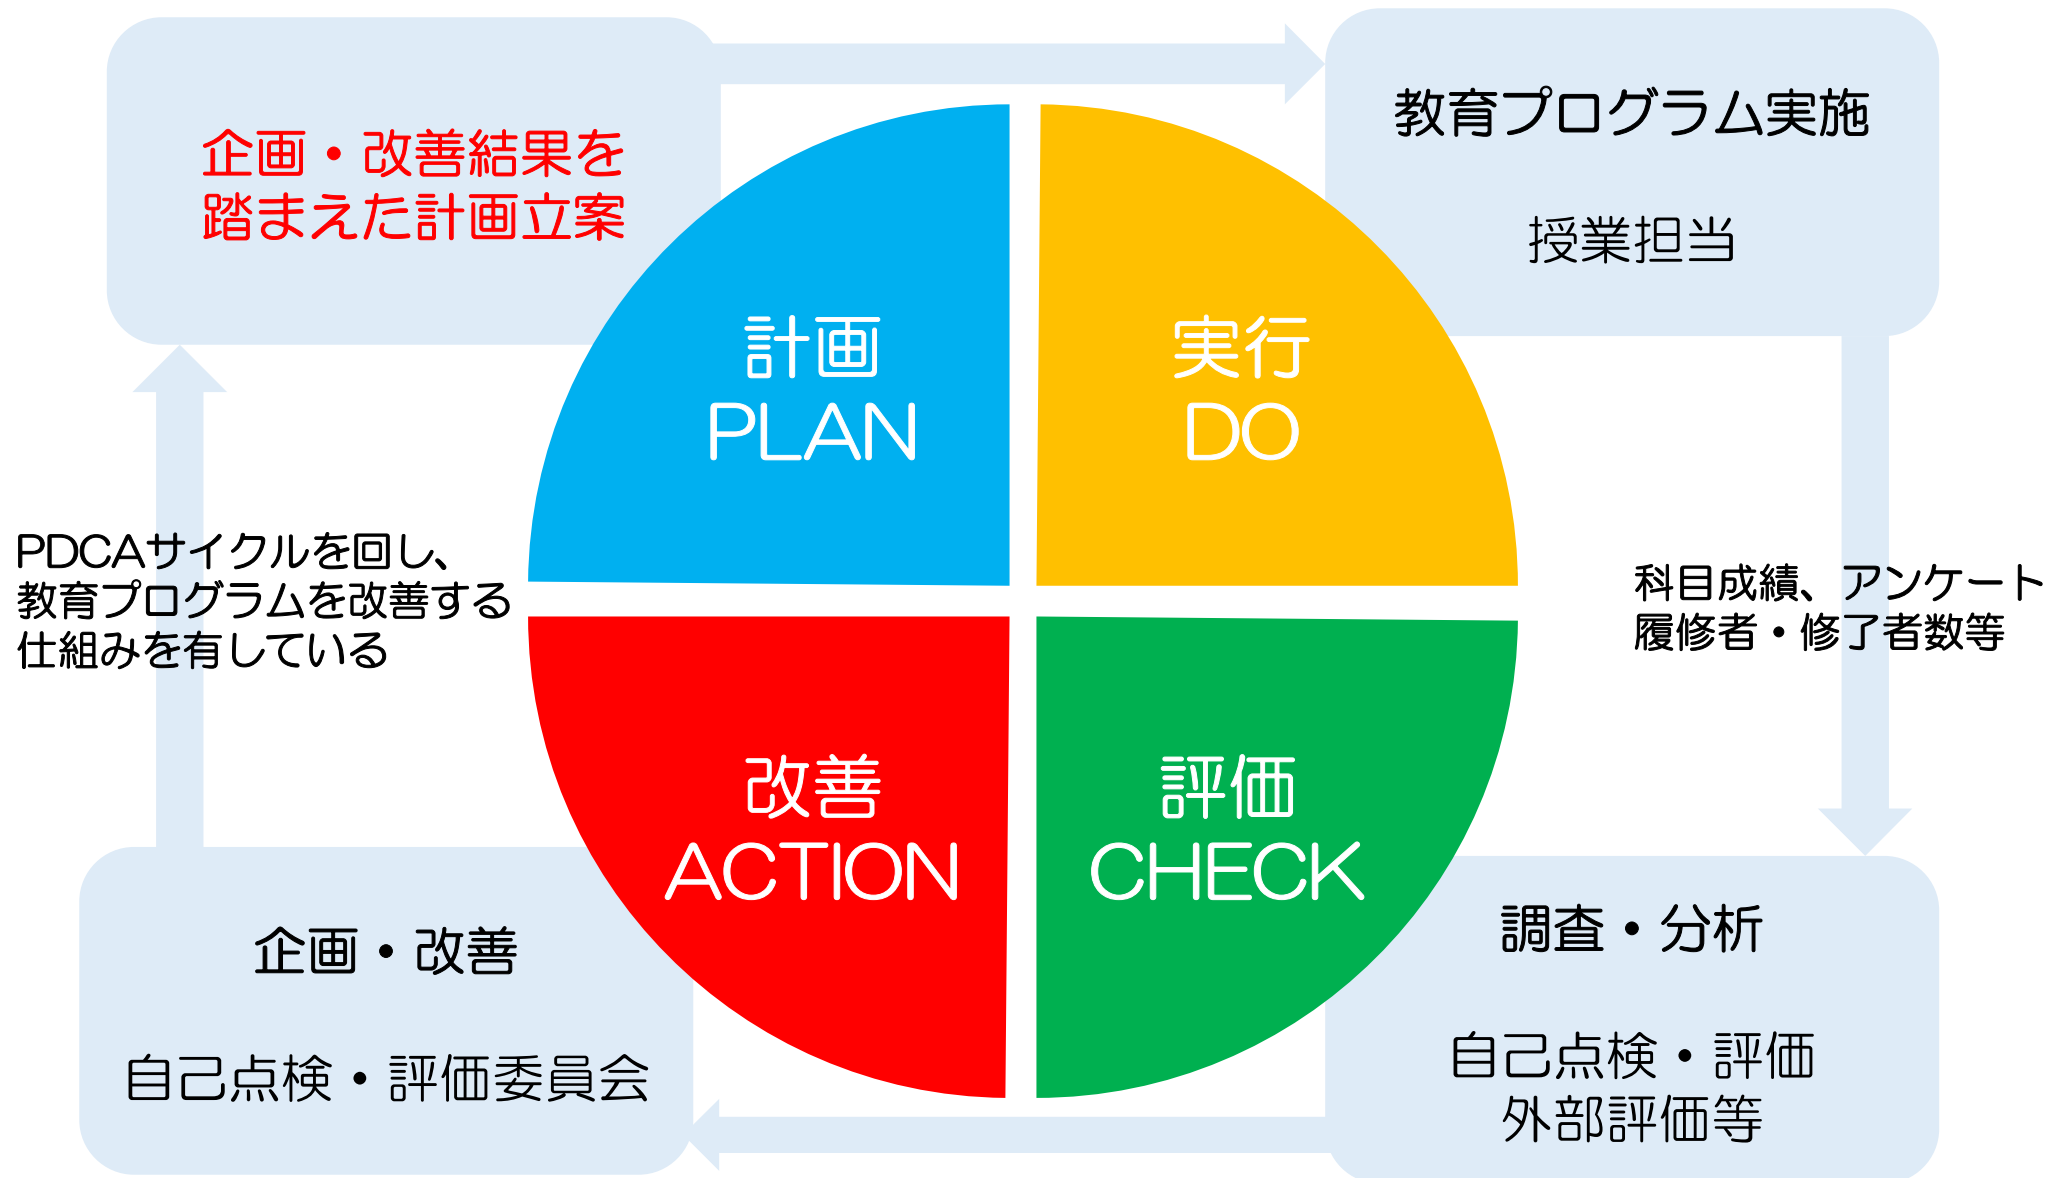 企画・改善結果を
踏まえた計画立案
教育プログラム実施
授業担当
計画
PLAN
実行
DO
PDCAサイクルを回し、
教育プログラムを改善する
仕組みを有している
科目成績、アンケート
履修者・修了者数等
改善
ACTION
評価
CHECK
企画・改善
自己点検・評価委員会
調査・分析
自己点検・評価
外部評価等